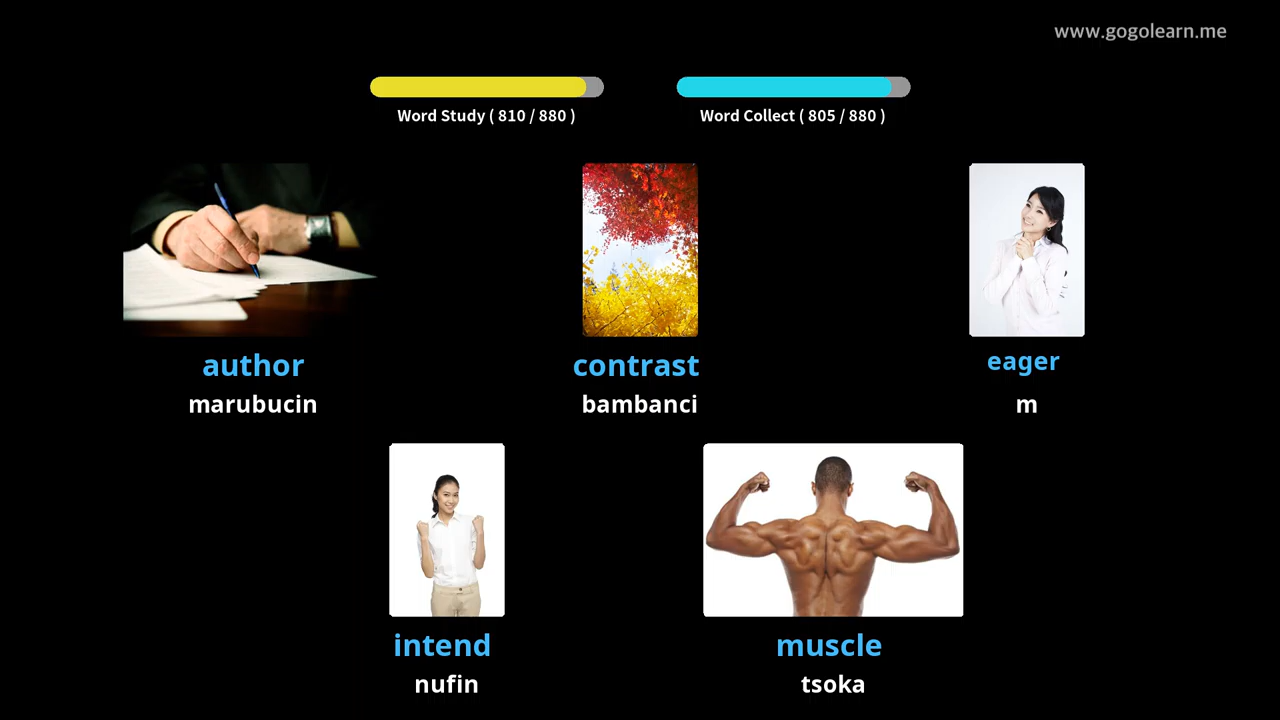 www.gogolearn.me
Word Study ( 810 / 880 )
Word Collect ( 805 / 880 )
author
marubucin
contrast
bambanci
eager
m
intend
nufin
muscle
tsoka